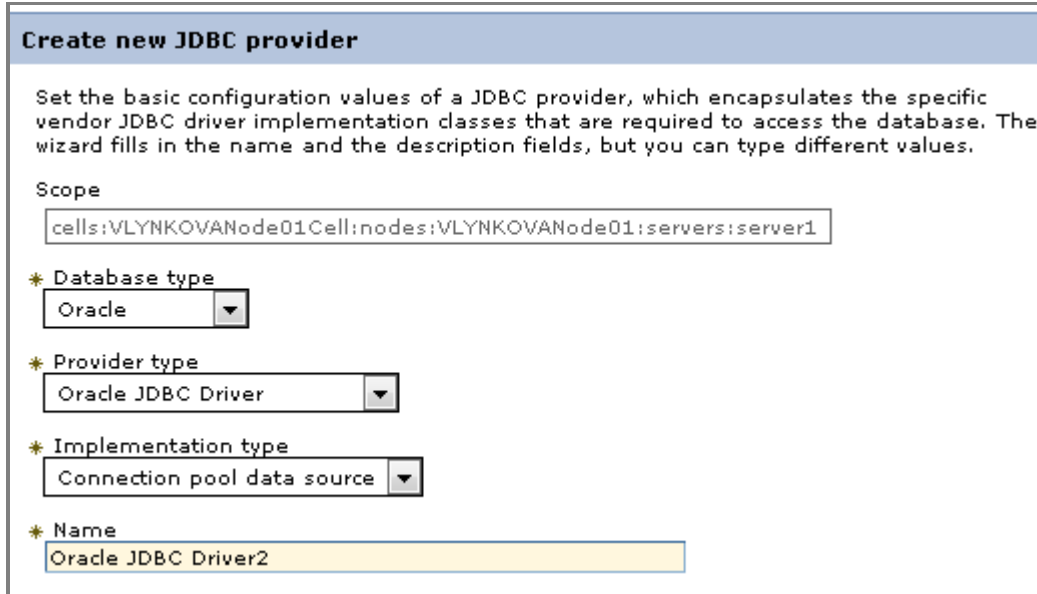 Create new JDBC provider
Set the basic configuration values of a JDBC provider, which encapsulates the specific
vendor JDBC driver implementation classes that are required to access the database. The
wizard fills in the name and the description fields, but you can type different values.
Scope
cells:VLYNKOVANode01Cell:nodes:VLYNKOVANode01:servers:server1
* Database type
Oracle
* Provider type
Oracle JDBC Driver
* Implementation type
Connection pool data source
* Name
Oracle JDBC Driver2